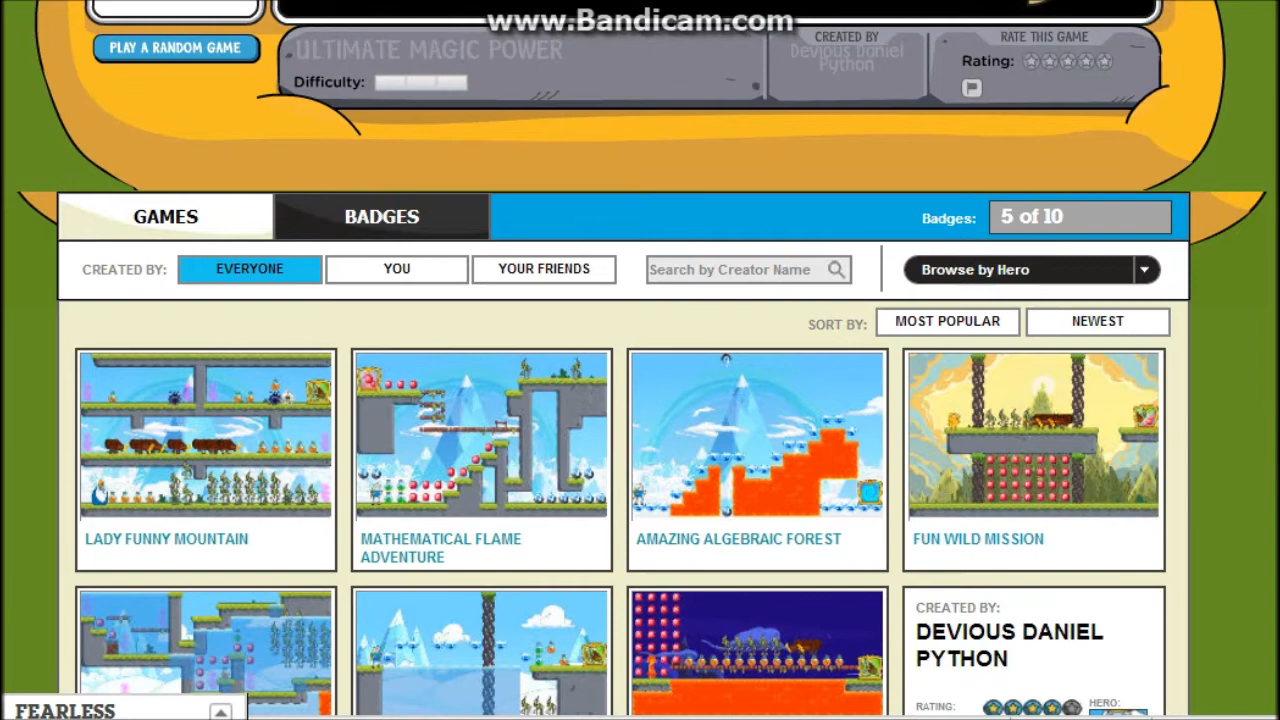 www.Bandicam.com
PLAY A RANDOM GAME
ULTIMATE MAGIC POWER
Difficulty:
CREATED BY
Devious Daniel
Python
RATE THIS GAME
Rating:
GAMES
BADGES
Badges: 5 of 10
CREATED BY:
EVERYONE
YOU
YOUR FRIENDS
Search by Creator Name
Browse by Hero
SORT BY:
MOST POPULAR
NEWEST
LADY FUNNY MOUNTAIN
MATHEMATICAL FLAME
ADVENTURE
AMAZING ALGEBRAIC FOREST
FUN WILD MISSION
CREATED BY:
DEVIOUS DANIEL
PYTHON
RATING:
HERO:
FEARLESS